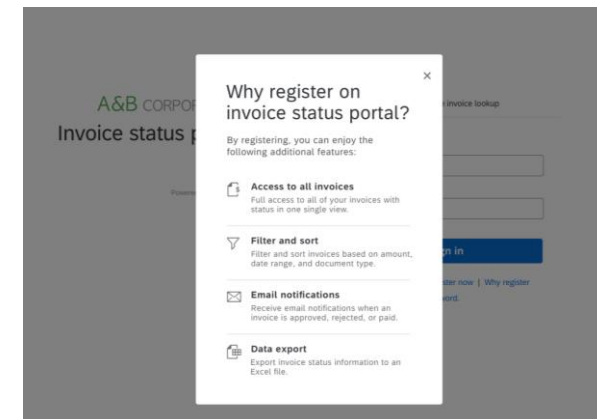 Why register on
invoice status portal?
By registering, you can enjoy the
following additional features:
Access to all invoices
Full access to all of your invoices with
status in one single view.
Filter and sort
Filter and sort invoices based on amount,
date range, and document type.
Email notifications
Receive email notifications when an
invoice is approved, rejected, or paid.
Data export
Export invoice status information to an
Excel file.
A&B CORPOR
Invoice status p
Powere
invoice lookup
gn in
ster now | Why register